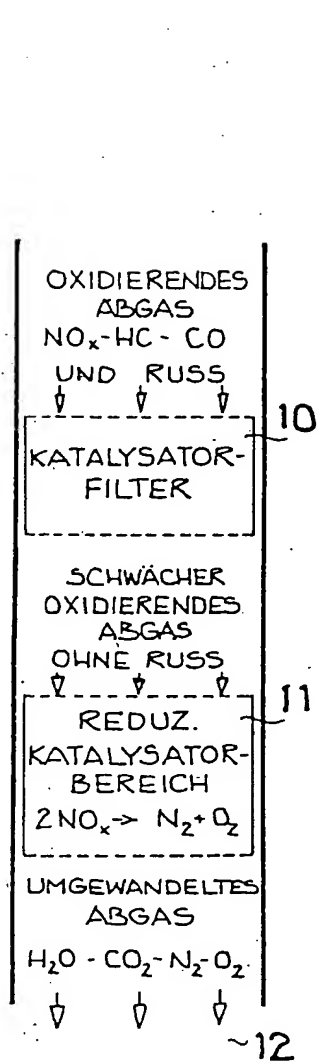 OXIDIERENDES
ABGAS
NOₓ-HC - CO
UND RUSS
10
KATALYSATOR-
FILTER
SCHWÄCHER
OXIDIERENDES
ABGAS
OHNE RUSS
11
REDUZ.
KATALYSATOR-
BEREICH
2NOₓ→ N₂+O₂
UMGEWANDELTES
ABGAS
H₂O - CO₂-N₂-O₂
~12